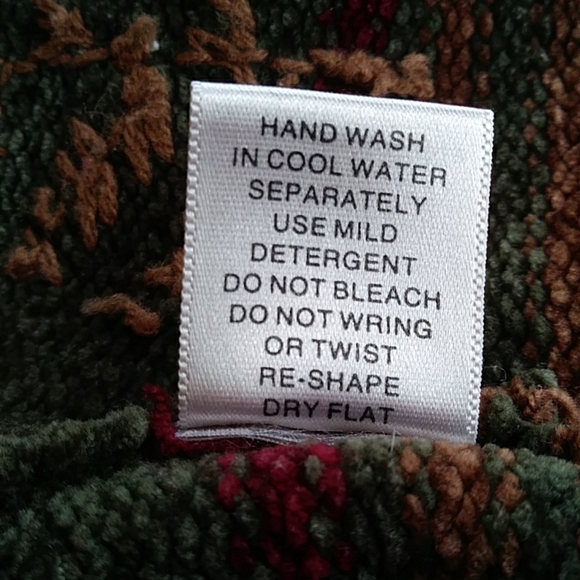 HAND WASH
IN COOL WATER
SEPARATELY
USE MILD
DETERGENT
DO NOT BLEACH
DO NOT WRING
OR TWIST
RE-SHAPE
DRY FLAT